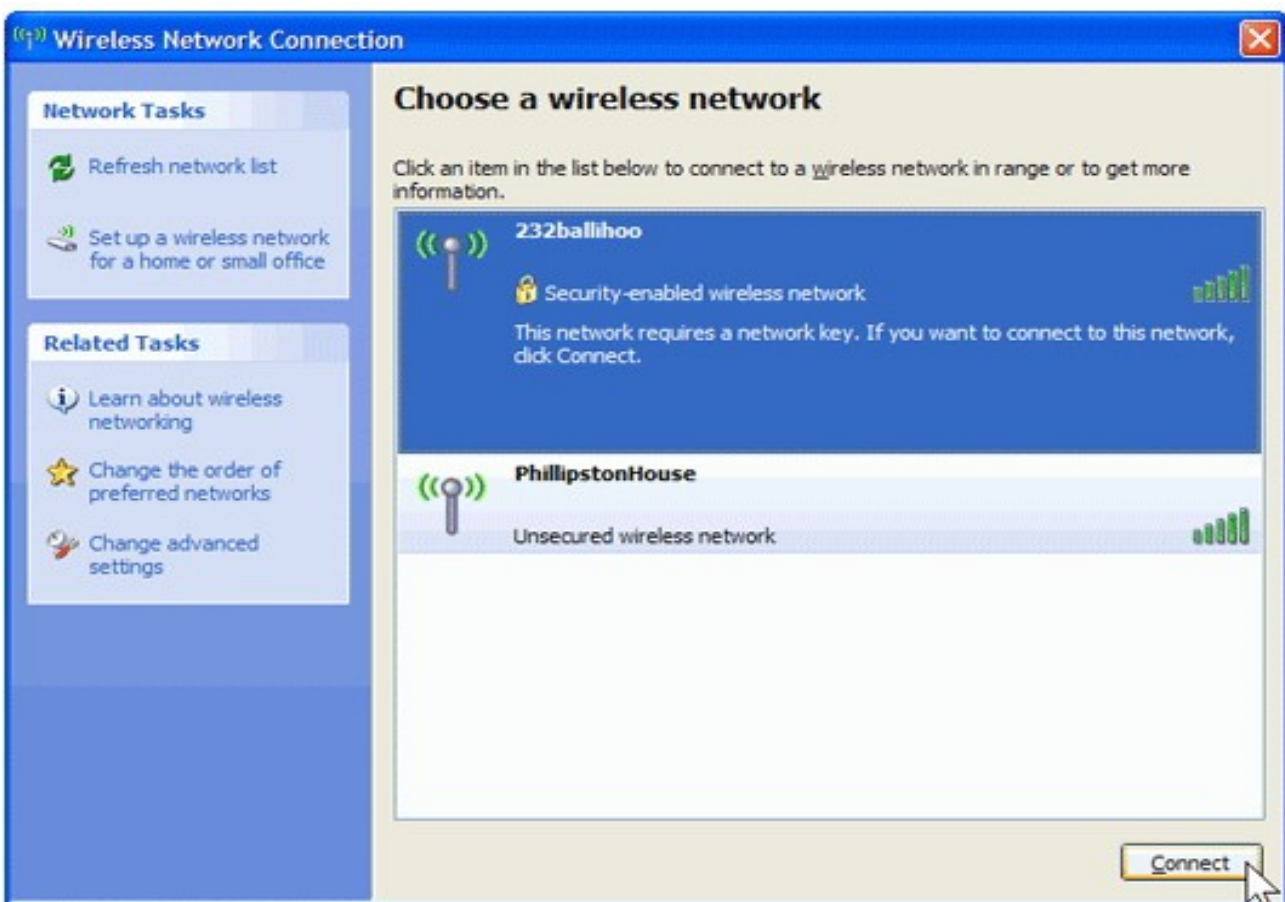 Wireless Network Connection
Network Tasks
Refresh network list
Set up a wireless network
for a home or small office
Related Tasks
Learn about wireless
networking
Change the order of
preferred networks
Change advanced
settings
Choose a wireless network
Click an item in the list below to connect to a wireless network in range or to get more
information.
232ballihoo
Security-enabled wireless network
This network requires a network key. If you want to connect to this network,
click Connect.
PhillipstonHouse
Unsecured wireless network
Connect